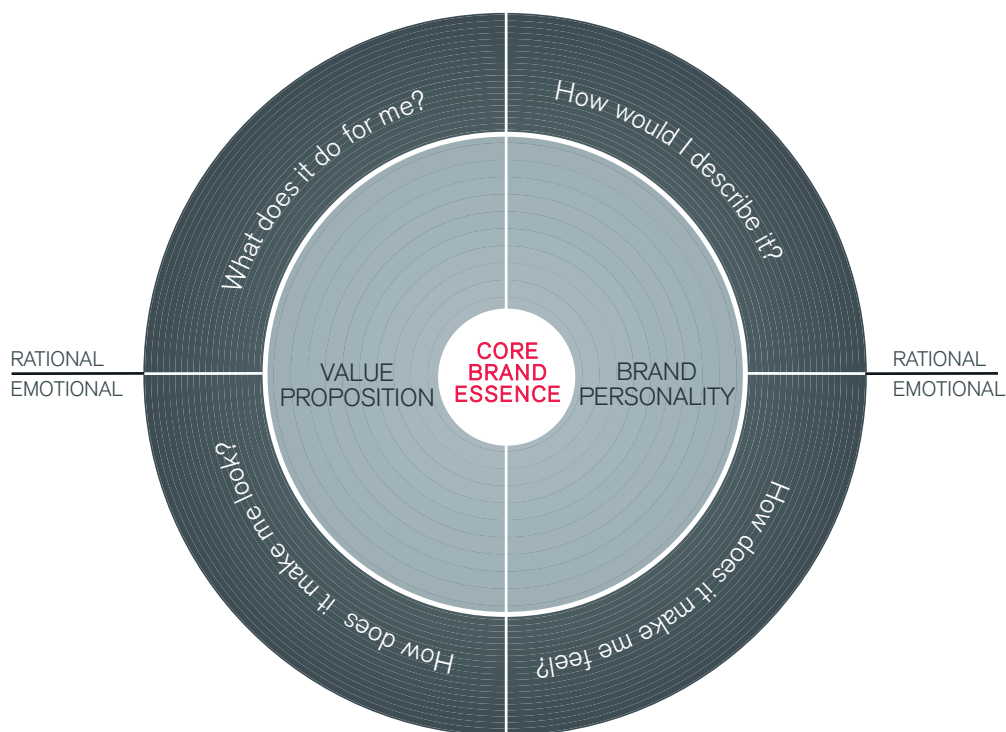 What does it do for me?
How would I describe it?
RATIONAL
EMOTIONAL
VALUE
PROPOSITION
CORE
BRAND
ESSENCE
BRAND
PERSONALITY
RATIONAL
EMOTIONAL
How does it make me look?
How does it make me feel?